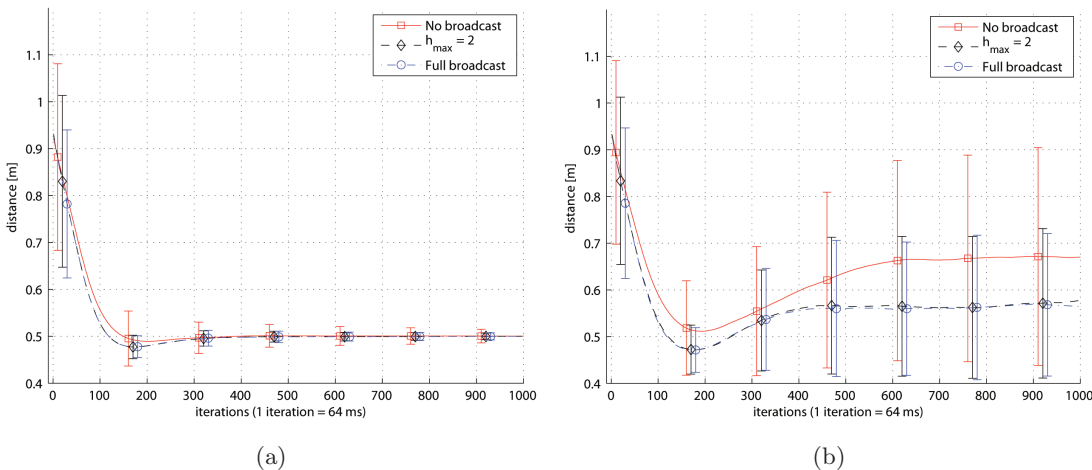 No broadcast
h_max = 2
Full broadcast
1.1
1
0.9
0.8
0.7
0.6
0.5
0.4
distance [m]
0 100 200 300 400 500 600 700 800 900 1000
iterations (1 iteration = 64 ms)
(a)
No broadcast
h_max = 2
Full broadcast
1.1
1
0.9
0.8
0.7
0.6
0.5
0.4
distance [m]
0 100 200 300 400 500 600 700 800 900 1000
iterations (1 iteration = 64 ms)
(b)